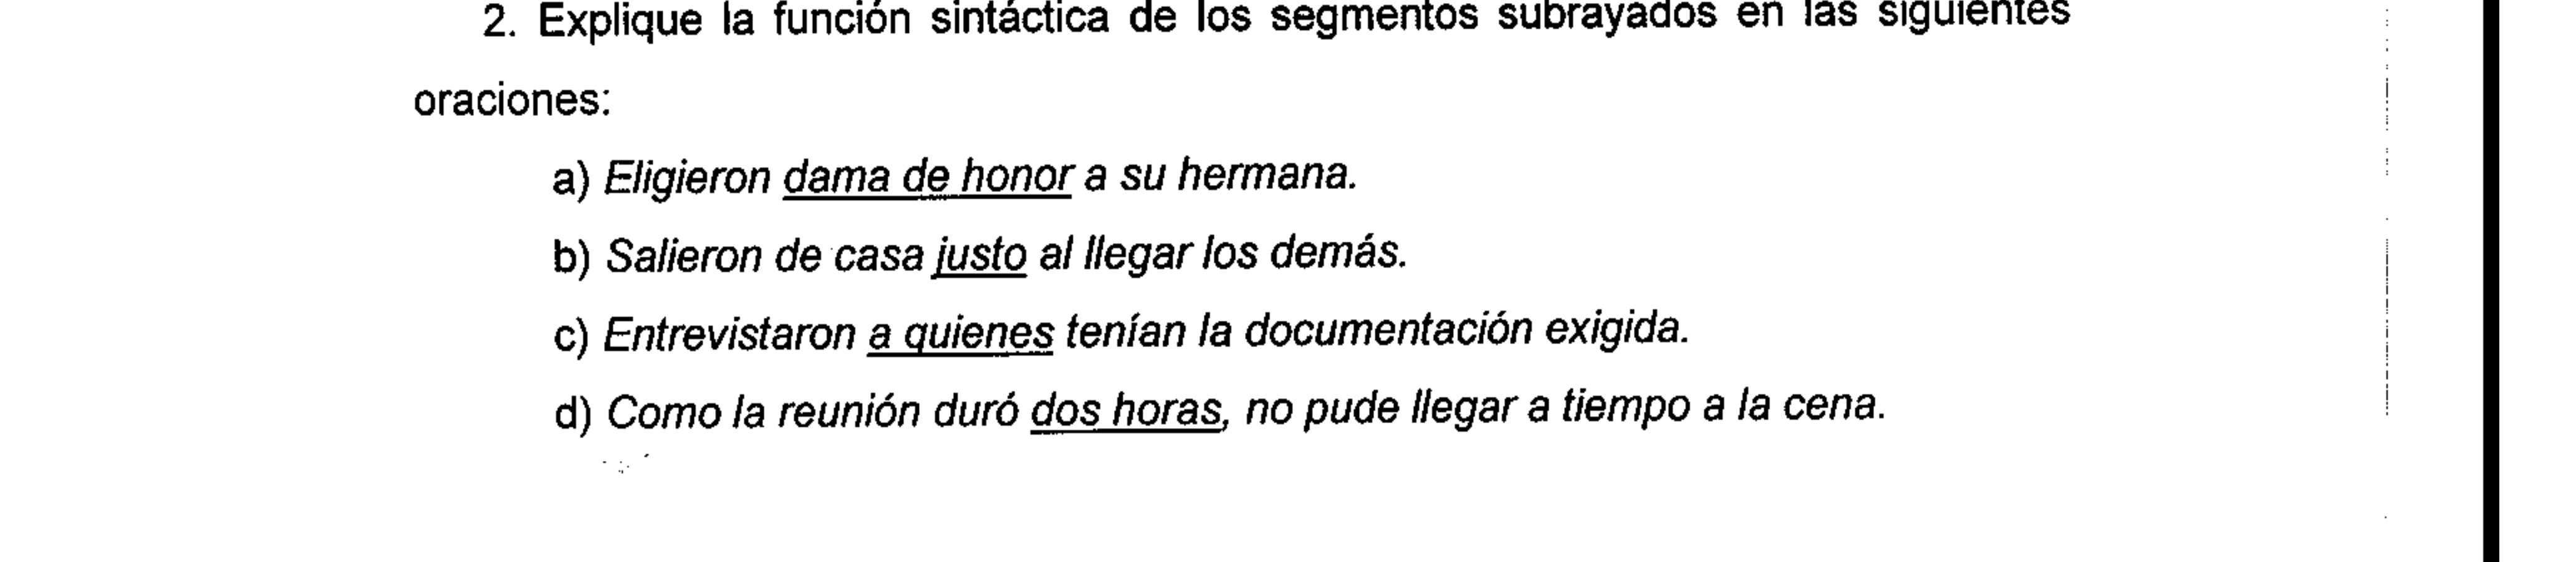 2. Explique la función sintáctica de los segmentos subrayados en las siguientes
oraciones:
a) Eligieron dama de honor a su hermana.
b) Salieron de casa justo al llegar los demás.
c) Entrevistaron a quienes tenían la documentación exigida.
d) Como la reunión duró dos horas, no pude llegar a tiempo a la cena.